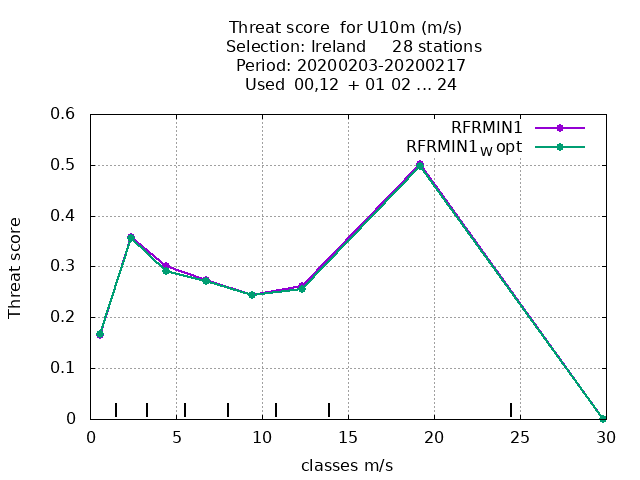 Threat score  for U10m (m/s)
Selection: Ireland     28 stations
Period: 20200203-20200217
Used  00,12  + 01 02 ... 24
RFRMIN1
RFRMIN1W opt
Threat score
0.6
0.5
0.4
0.3
0.2
0.1
0
0 5 10 15 20 25 30
classes m/s